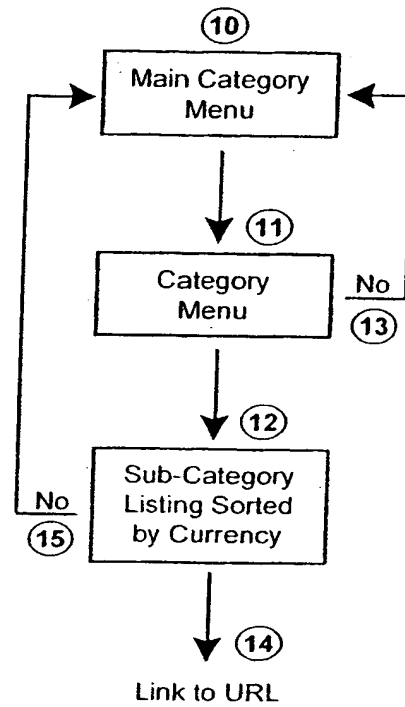 10
Main Category
Menu
11
Category
Menu
No
13
12
Sub-Category
Listing Sorted
by Currency
No
15
14
Link to URL